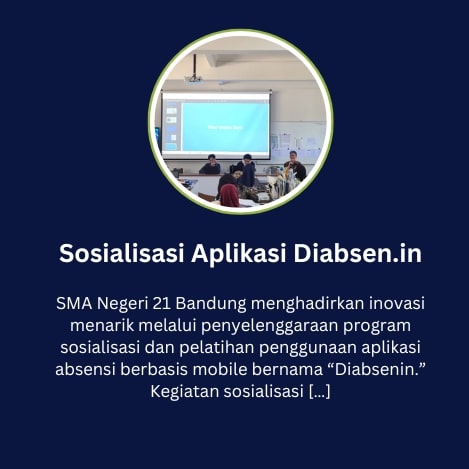 Sosialisasi Aplikasi Diabsen.in
SMA Negeri 21 Bandung menghadirkan inovasi
menarik melalui penyelenggaraan program
sosialisasi dan pelatihan penggunaan aplikasi
absensi berbasis mobile bernama “Diabsenin.”
Kegiatan sosialisasi […]